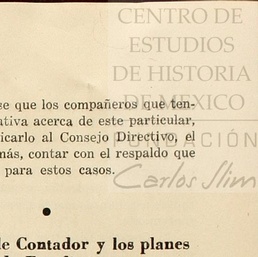 CENTRO DE
ESTUDIOS
DE HISTORIA
DE MEXICO
FUNDACIÓN
Carlos Slim
se que los compañeros que ten-
ativa acerca de este particular,
icarlo al Consejo Directivo, el
más, contar con el respaldo que
para estos casos.
de Contador y los planes